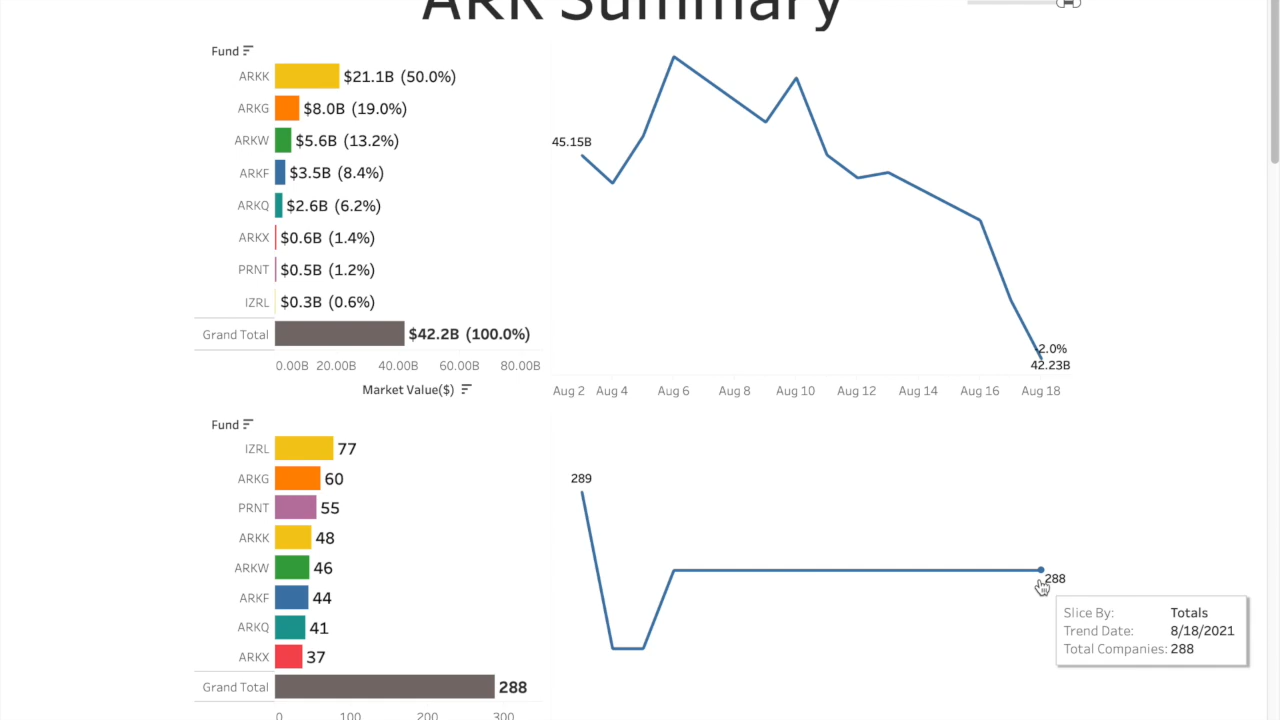 ARK Summary
Fund
ARKK $21.1B (50.0%)
ARKG $8.0B (19.0%)
ARKW $5.6B (13.2%)
ARKF $3.5B (8.4%)
ARKQ $2.6B (6.2%)
ARKX $0.6B (1.4%)
PRNT $0.5B (1.2%)
IZRL $0.3B (0.6%)
Grand Total $42.2B (100.0%)
0.00B 20.00B 40.00B 60.00B 80.00B
Market Value($)
45.15B
2.0%
42.23B
Aug 2 Aug 4 Aug 6 Aug 8 Aug 10 Aug 12 Aug 14 Aug 16 Aug 18
Fund
IZRL 77
ARKG 60
PRNT 55
ARKK 48
ARKW 46
ARKF 44
ARKQ 41
ARKX 37
Grand Total 288
0 100 200 300
289
288
Slice By: Totals
Trend Date: 8/18/2021
Total Companies: 288